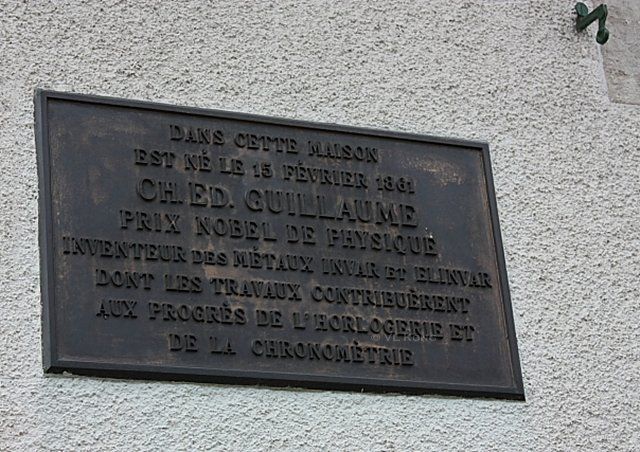 DANS CETTE MAISON
EST NÉ LE 15 FÉVRIER 1861
CH. ED. GUILLAUME
PRIX NOBEL DE PHYSIQUE
INVENTEUR DES MÉTAUX INVAR ET ELINVAR
DONT LES TRAVAUX CONTRIBUÈRENT
AUX PROGRÈS DE L'HORLOGERIE ET
DE LA CHRONOMÉTRIE